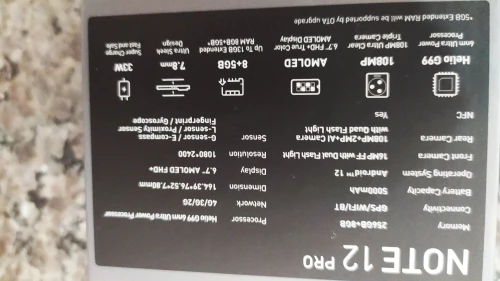 NOTE 12 PRO
Memory 256GB+8GB
Connectivity GPS/WIFI/BT
Battery Capacity 5000mAh
Operating System Android™ 12
Front Camera 16MP with Dual Flash Light
Rear Camera 108MP+2MP+AI Camera
with Quad Flash Light
NFC Yes
Processor Helio G99 6nm Ultra Power Processor
Network 4G/3G/2G
Dimension 164.39*76.52*7.80mm
Display 6.7" AMOLED FHD+
Resolution 1080*2400
Sensor G-sensor / E-compass /
L-sensor / Proximity Sensor
Fingerprint / Gyroscope
Helio G99
6nm Ultra Power
Processor
108MP
108MP Ultra Clear
Triple Camera
AMOLED
6.7" FHD+ True Color
AMOLED Display
8+5GB
Up To 13GB Extended
RAM 8GB+5GB*
7.8mm
Ultra Sleek
Design
33W
Super Charge
Fast and Safe
*5GB Extended RAM will be supported by OTA upgrade